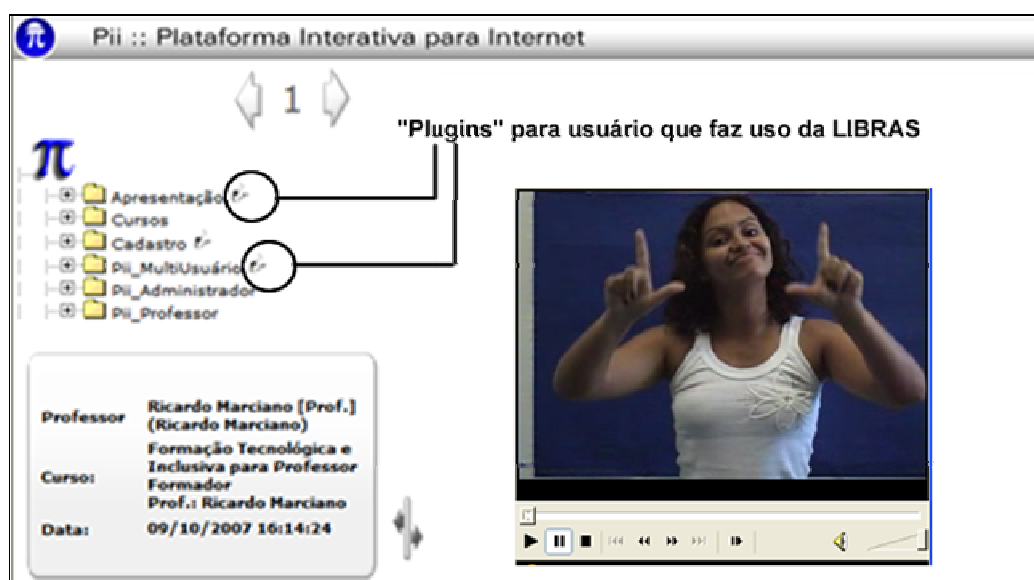 π Pii :: Plataforma Interativa para Internet
1
"Plugins" para usuário que faz uso da LIBRAS
π
Apresentação
Cursos
Cadastro
Pii_MultiUsuário
Pii_Administrador
Pii_Professor
Professor Ricardo Marciano [Prof.]
(Ricardo Marciano)
Curso: Formação Tecnológica e
Inclusiva para Professor
Formador
Prof.: Ricardo Marciano
Data: 09/10/2007 16:14:24